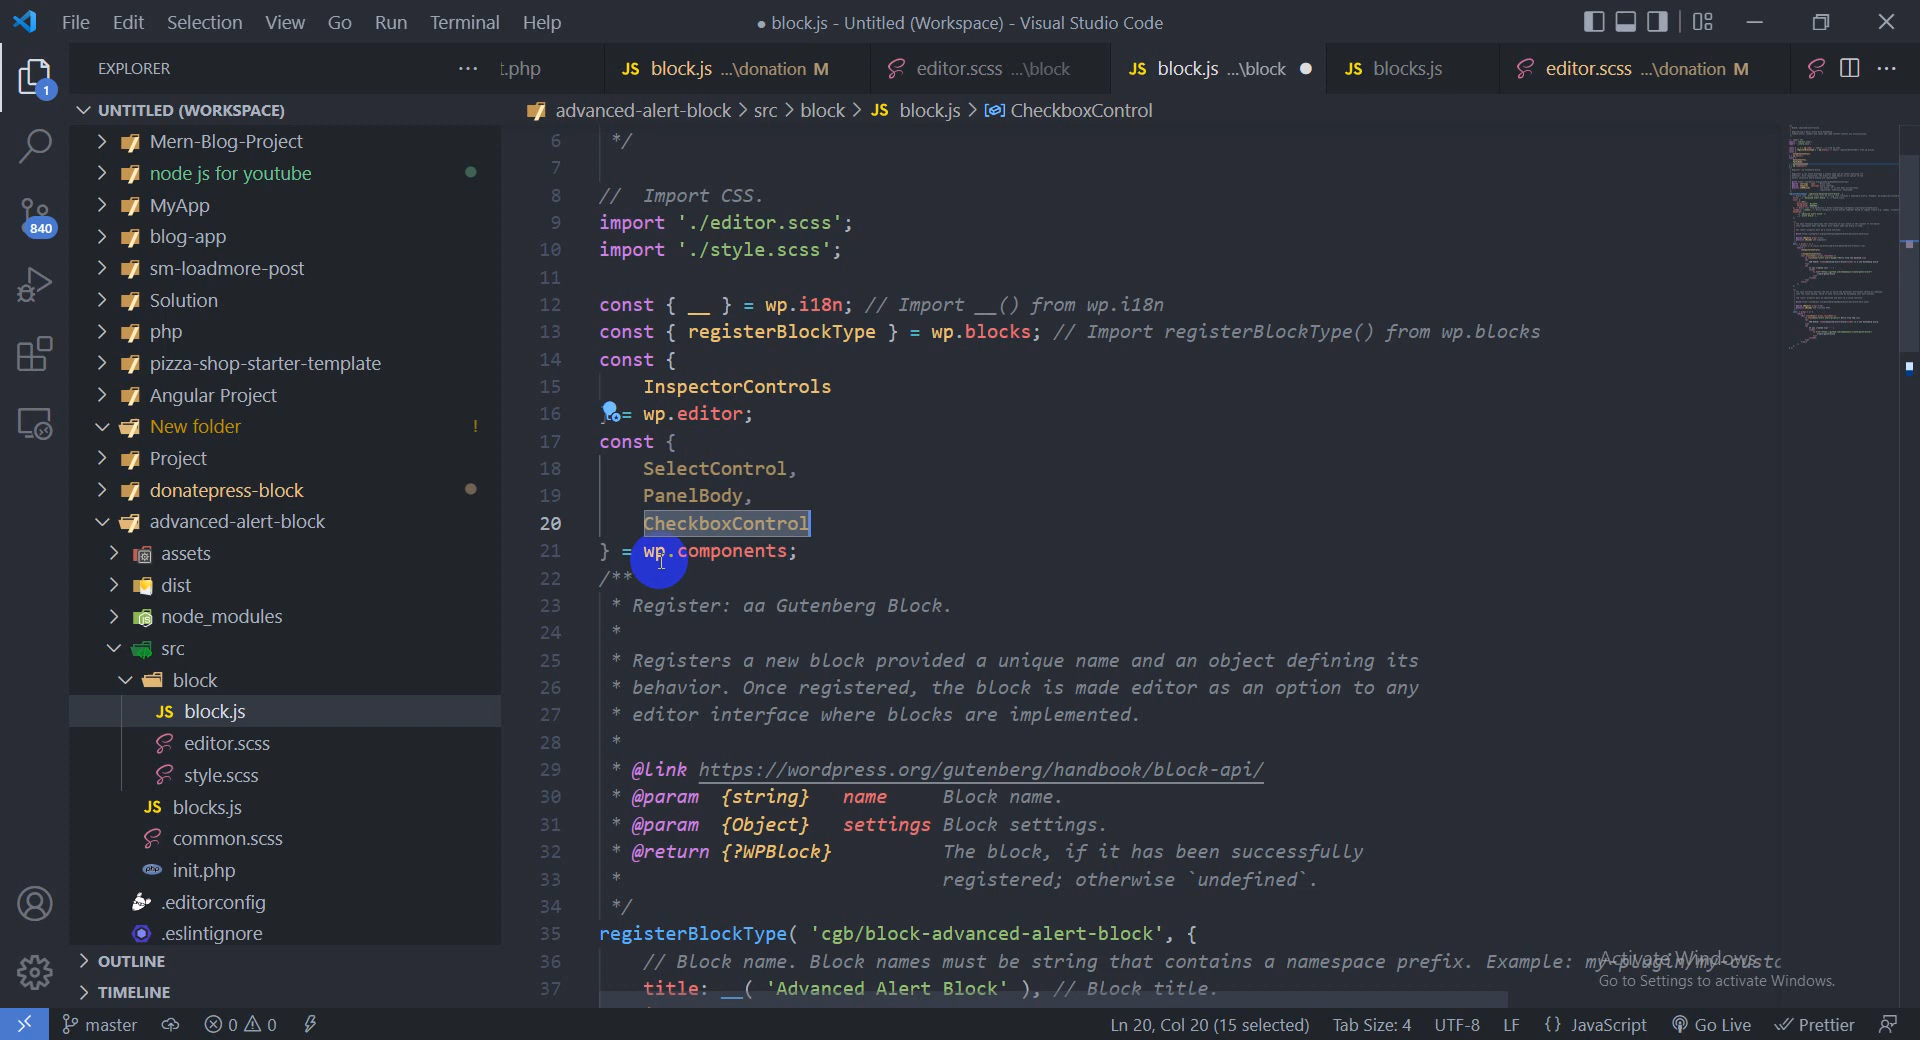 File Edit Selection View Go Run Terminal Help
● block.js - Untitled (Workspace) - Visual Studio Code
EXPLORER
t.php
JS block.js ...\donation M
editor.scss ...\block
JS block.js ...\block
JS blocks.js
editor.scss ...\donation M
1
840
UNTITLED (WORKSPACE)
Mern-Blog-Project
node js for youtube
MyApp
blog-app
sm-loadmore-post
Solution
php
pizza-shop-starter-template
Angular Project
New folder !
Project
donatepress-block
advanced-alert-block
assets
dist
node_modules
src
block
JS block.js
editor.scss
style.scss
JS blocks.js
common.scss
php init.php
.editorconfig
.eslintignore
OUTLINE
TIMELINE
advanced-alert-block > src > block > JS block.js > CheckboxControl
6 */
7
8 // Import CSS.
9 import './editor.scss';
10 import './style.scss';
11
12 const { __ } = wp.i18n; // Import __() from wp.i18n
13 const { registerBlockType } = wp.blocks; // Import registerBlockType() from wp.blocks
14 const {
15 InspectorControls
16 } = wp.editor;
17 const {
18 SelectControl,
19 PanelBody,
20 CheckboxControl
21 } = wp.components;
22 /**
23 * Register: aa Gutenberg Block.
24 *
25 * Registers a new block provided a unique name and an object defining its
26 * behavior. Once registered, the block is made editor as an option to any
27 * editor interface where blocks are implemented.
28 *
29 * @link https://wordpress.org/gutenberg/handbook/block-api/
30 * @param {string} name Block name.
31 * @param {Object} settings Block settings.
32 * @return {?WPBlock} The block, if it has been successfully
33 * registered; otherwise `undefined`.
34 */
35 registerBlockType( 'cgb/block-advanced-alert-block', {
36 // Block name. Block names must be string that contains a namespace prefix. Example: my-plugin/my-custo
37 title: __( 'Advanced Alert Block' ), // Block title.
Activate Windows
Go to Settings to activate Windows.
master
0 0
Ln 20, Col 20 (15 selected) Tab Size: 4 UTF-8 LF {} JavaScript Go Live Prettier